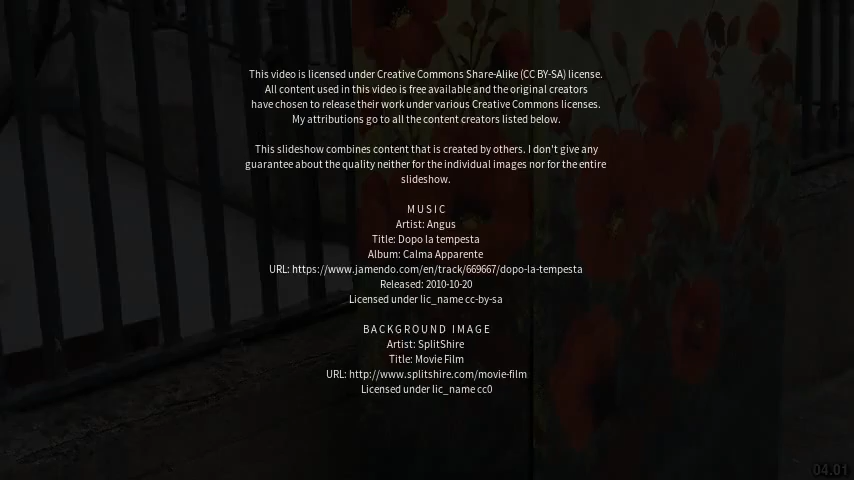 This video is licensed under Creative Commons Share-Alike (CC BY-SA) license.
All content used in this video is free available and the original creators
have chosen to release their work under various Creative Commons licenses.
My attributions go to all the content creators listed below.
This slideshow combines content that is created by others. I don't give any
guarantee about the quality neither for the individual images nor for the entire
slideshow.
MUSIC
Artist: Angus
Title: Dopo la tempesta
Album: Calma Apparente
URL: https://www.jamendo.com/en/track/669667/dopo-la-tempesta
Released: 2010-10-20
Licensed under lic_name cc-by-sa
BACKGROUND IMAGE
Artist: SplitShire
Title: Movie Film
URL: http://www.splitshire.com/movie-film
Licensed under lic_name cc0
04.01